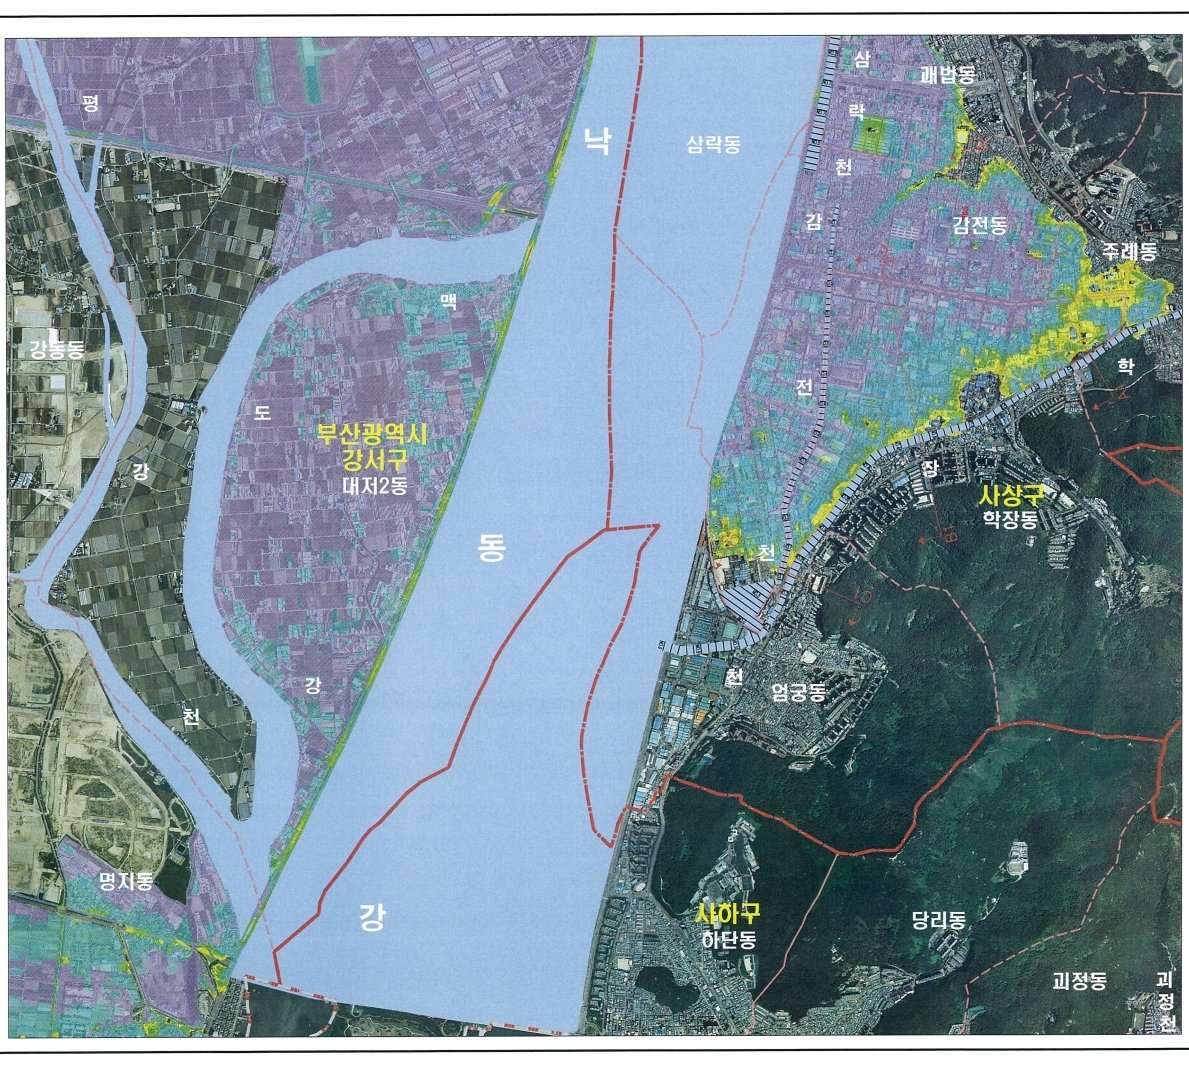 평
낙
삼락동
삼
락
천
괘법동
감
감전동
주례동
맥
강동동
도
부산광역시
강서구
대저2동
강
전
학
장
사상구
학장동
동
천
강
천
천
엄궁동
명지동
강
사하구
하단동
당리동
괴정동
괴
정
천